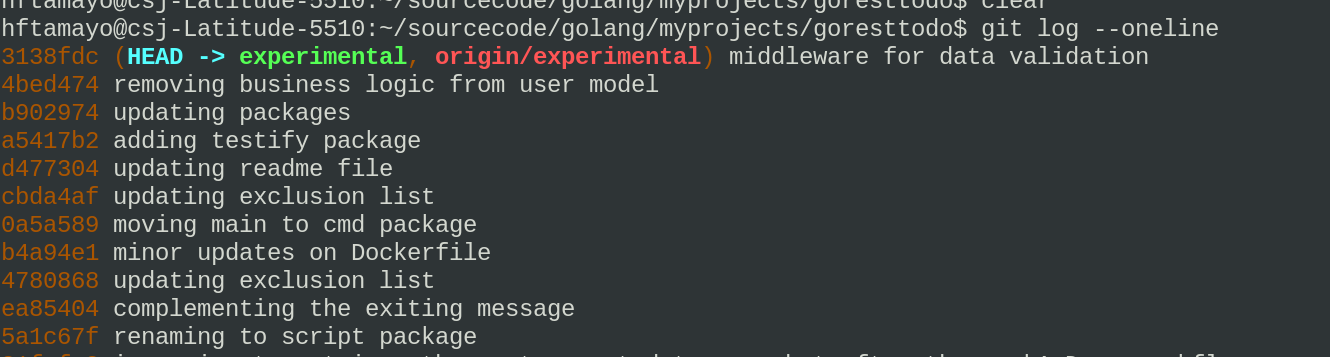 hftamayo@csj-Latitude-5510:~/sourcecode/golang/myprojects/goresttodo$ clear
hftamayo@csj-Latitude-5510:~/sourcecode/golang/myprojects/goresttodo$ git log --oneline
3138fdc (HEAD -> experimental, origin/experimental) middleware for data validation
4bed474 removing business logic from user model
b902974 updating packages
a5417b2 adding testify package
d477304 updating readme file
cbda4af updating exclusion list
0a5a589 moving main to cmd package
b4a94e1 minor updates on Dockerfile
4780868 updating exclusion list
ea85404 complementing the exiting message
5a1c67f renaming to script package